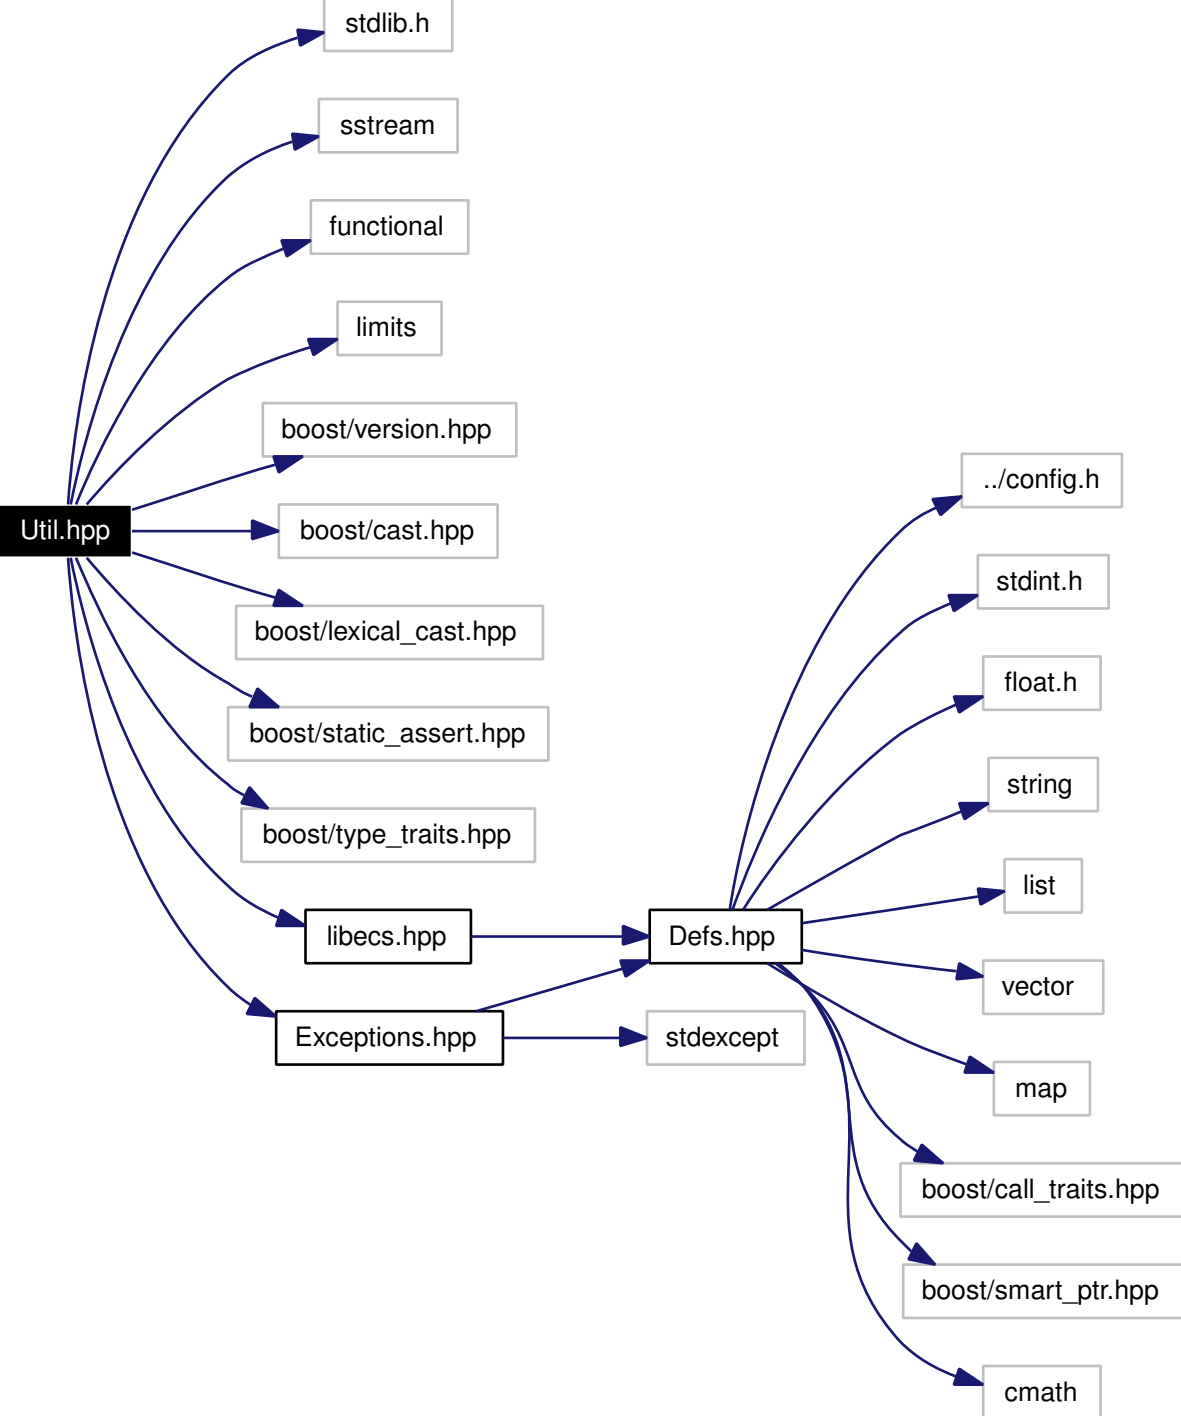 stdlib.h
sstream
functional
limits
boost/version.hpp
../config.h
Util.hpp
boost/cast.hpp
stdint.h
boost/lexical_cast.hpp
float.h
boost/static_assert.hpp
string
boost/type_traits.hpp
list
libecs.hpp
Defs.hpp
vector
Exceptions.hpp
stdexcept
map
boost/call_traits.hpp
boost/smart_ptr.hpp
cmath